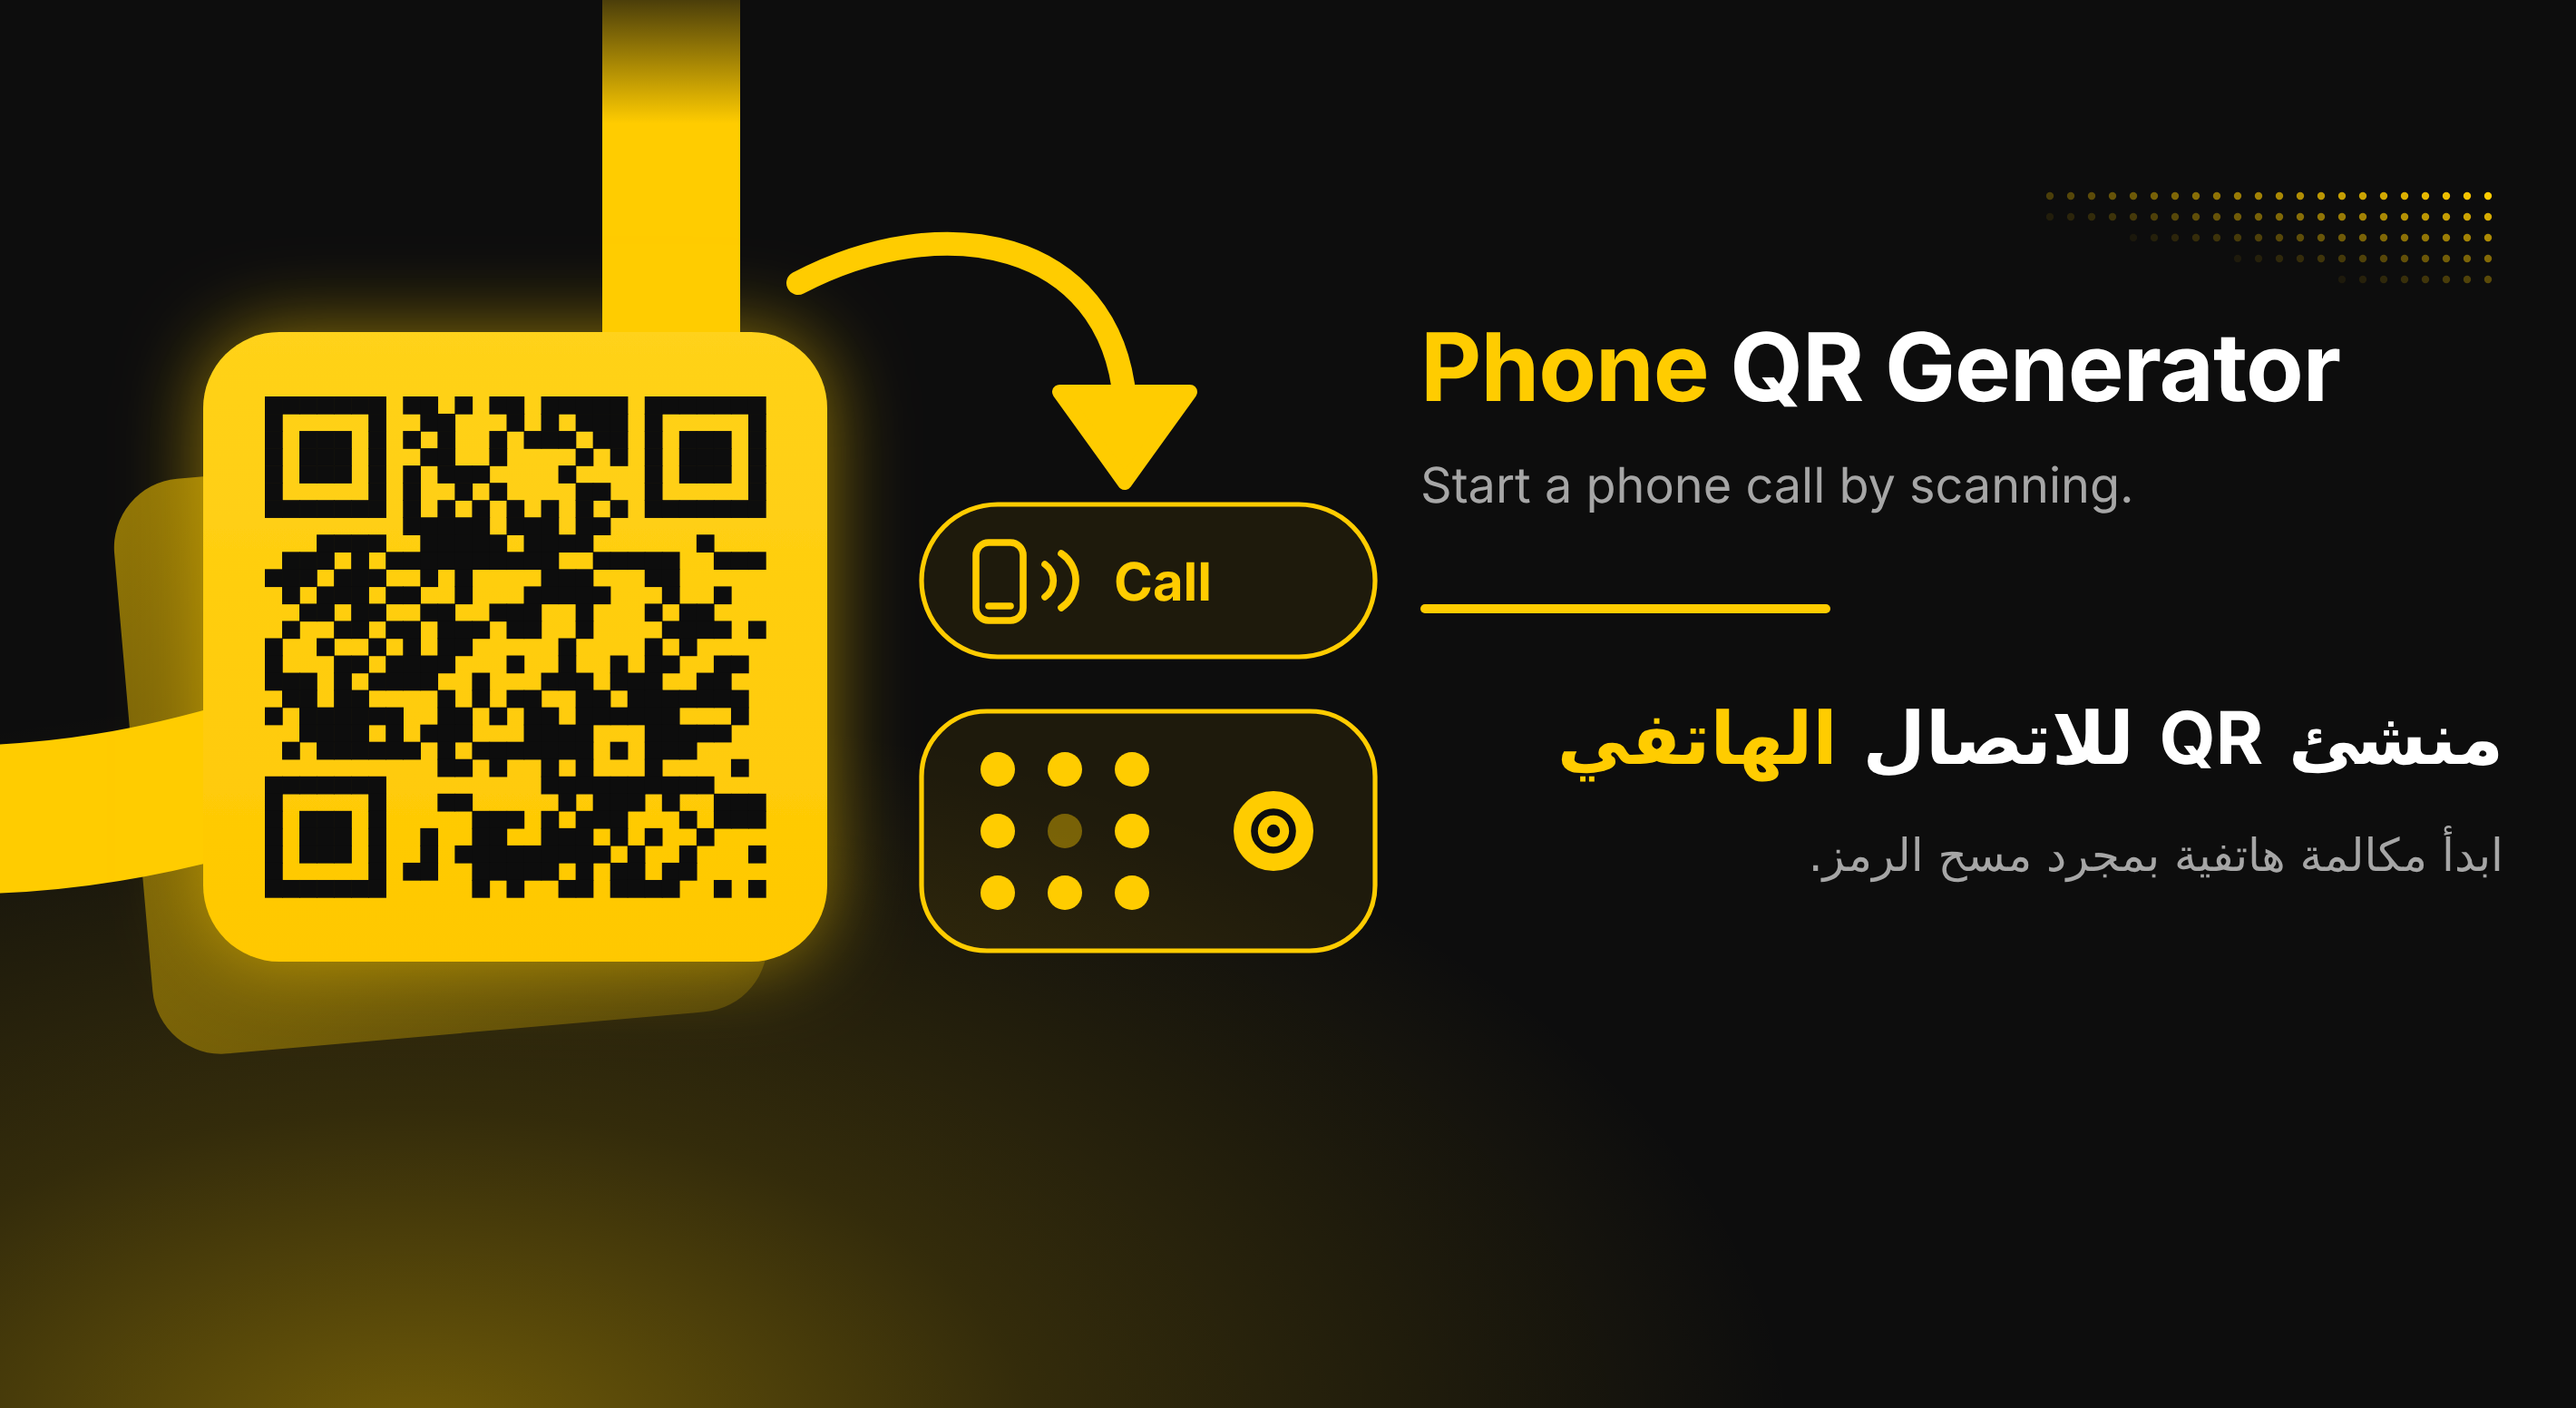 Phone QR Generator
Start a phone call by scanning.
Call
منشئ QR للاتصال الهاتفي
ابدأ مكالمة هاتفية بمجرد مسح الرمز.